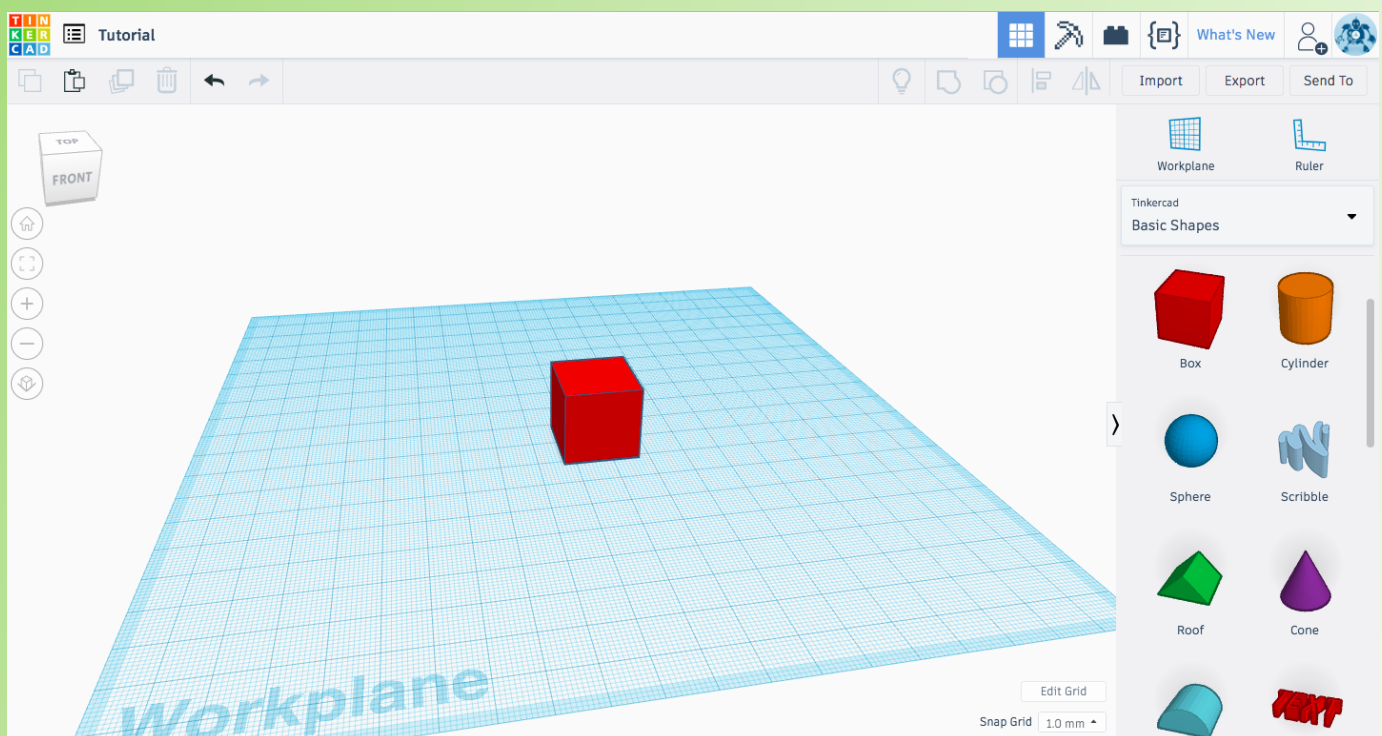 TIN
KER
CAD
Tutorial
What's New
Import
Export
Send To
TOP
FRONT
Workplane
Ruler
Tinkercad
Basic Shapes
Box
Cylinder
Sphere
Scribble
Roof
Cone
TEXT
Workplane
Edit Grid
Snap Grid 1.0 mm